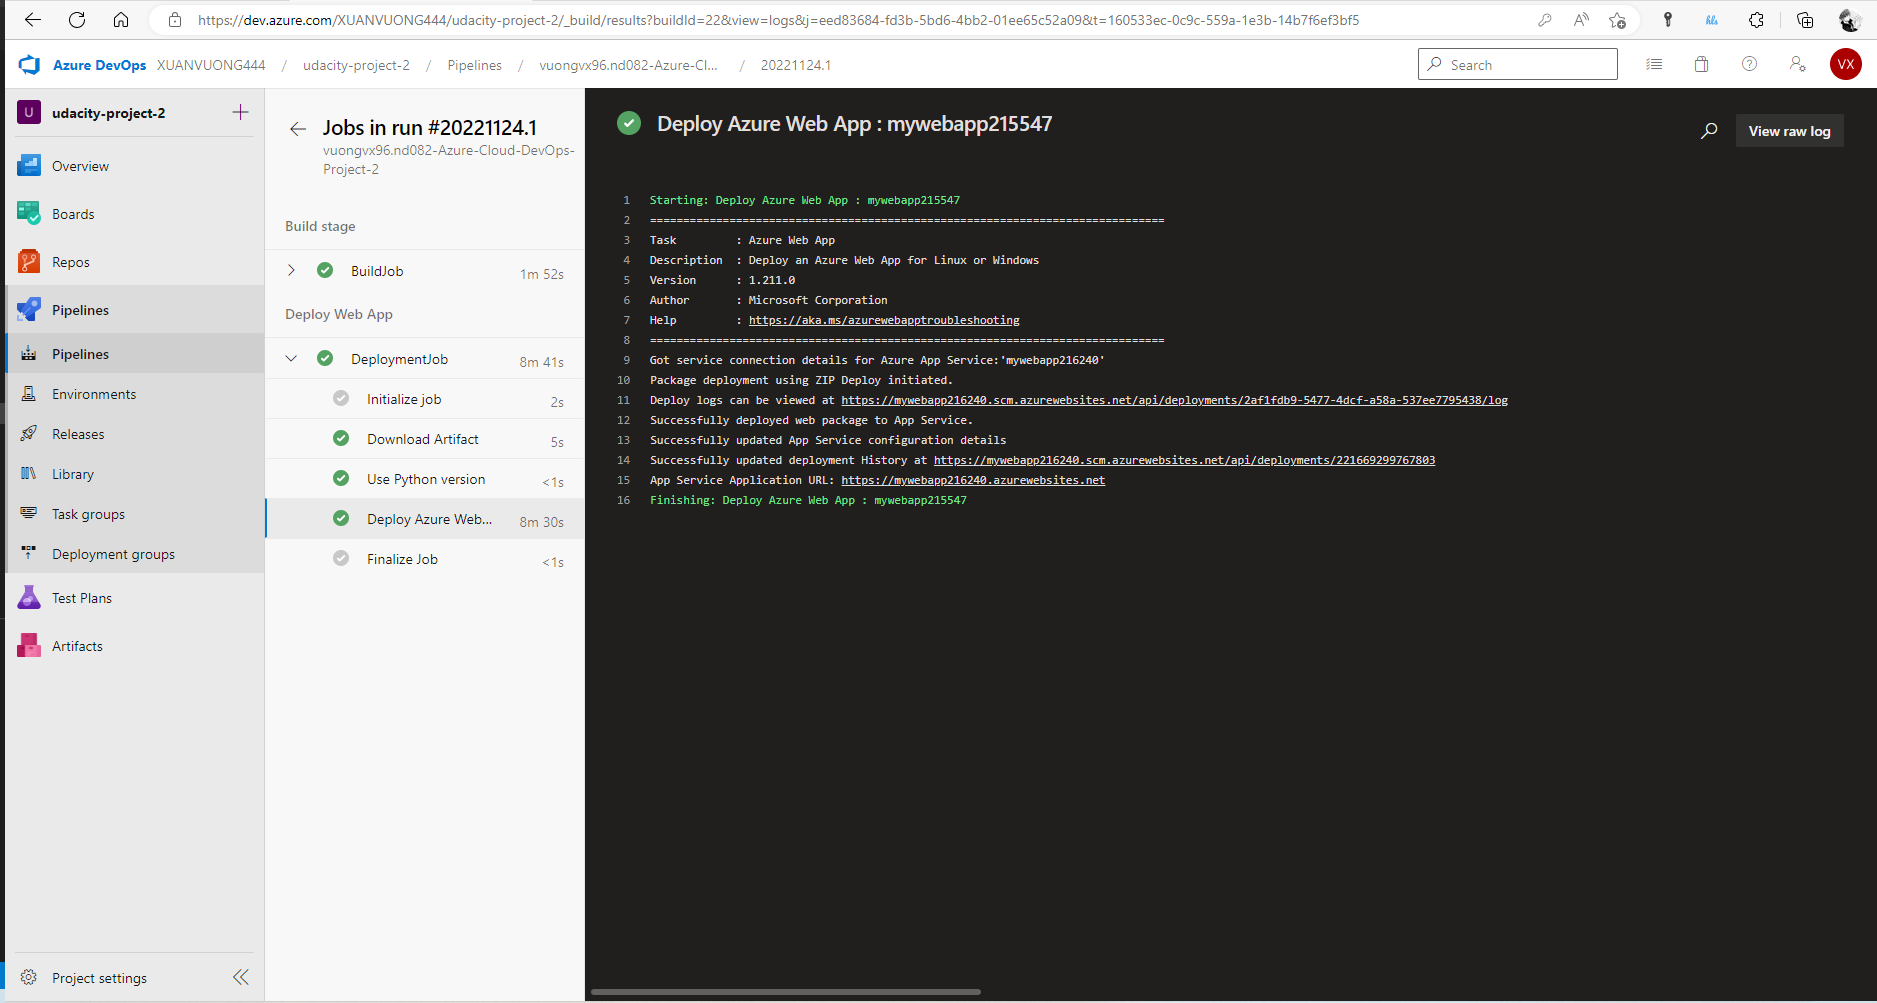 https://dev.azure.com/XUANVUONG444/udacity-project-2/_build/results?buildId=22&view=logs&j=eed83684-fd3b-5bd6-4bb2-01ee65c52a09&t=160533ec-0c9c-559a-1e3b-14b7f6ef3bf5
Azure DevOps XUANVUONG444 / udacity-project-2 / Pipelines / vuongvx96.nd082-Azure-Cl... / 20221124.1
Search
VX
U udacity-project-2
Overview
Boards
Repos
Pipelines
Pipelines
Environments
Releases
Library
Task groups
Deployment groups
Test Plans
Artifacts
Project settings
Jobs in run #20221124.1
vuongvx96.nd082-Azure-Cloud-DevOps-
Project-2
Build stage
BuildJob 1m 52s
Deploy Web App
DeploymentJob 8m 41s
Initialize job 2s
Download Artifact 5s
Use Python version <1s
Deploy Azure Web... 8m 30s
Finalize Job <1s
Deploy Azure Web App : mywebapp215547
View raw log
1 Starting: Deploy Azure Web App : mywebapp215547
2 ==============================================================================
3 Task : Azure Web App
4 Description : Deploy an Azure Web App for Linux or Windows
5 Version : 1.211.0
6 Author : Microsoft Corporation
7 Help : https://aka.ms/azurewebapptroubleshooting
8 ==============================================================================
9 Got service connection details for Azure App Service:'mywebapp216240'
10 Package deployment using ZIP Deploy initiated.
11 Deploy logs can be viewed at https://mywebapp216240.scm.azurewebsites.net/api/deployments/2af1fdb9-5477-4dcf-a58a-537ee7795438/log
12 Successfully deployed web package to App Service.
13 Successfully updated App Service configuration details
14 Successfully updated deployment History at https://mywebapp216240.scm.azurewebsites.net/api/deployments/221669299767803
15 App Service Application URL: https://mywebapp216240.azurewebsites.net
16 Finishing: Deploy Azure Web App : mywebapp215547